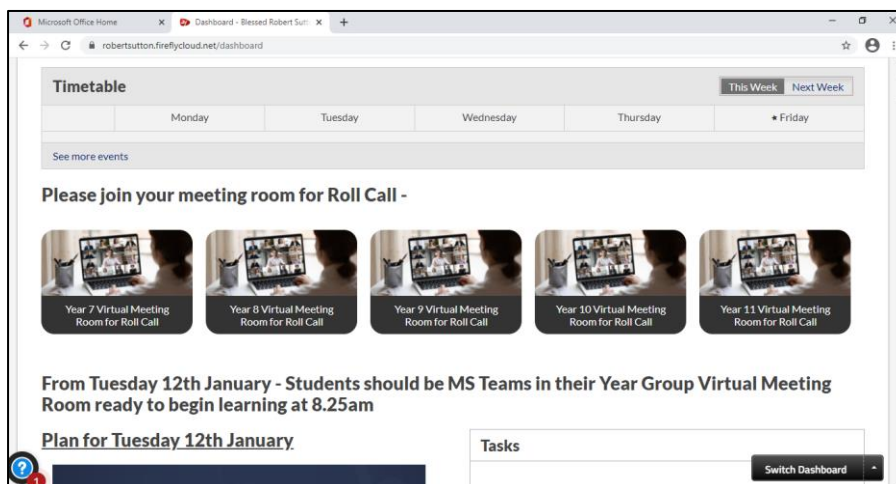 Microsoft Office Home
Dashboard - Blessed Robert Sutt
robertsutton.fireflycloud.net/dashboard
Timetable
This Week Next Week
Monday Tuesday Wednesday Thursday ★ Friday
See more events
Please join your meeting room for Roll Call -
Year 7 Virtual Meeting
Room for Roll Call
Year 8 Virtual Meeting
Room for Roll Call
Year 9 Virtual Meeting
Room for Roll Call
Year 10 Virtual Meeting
Room for Roll Call
Year 11 Virtual Meeting
Room for Roll Call
From Tuesday 12th January - Students should be MS Teams in their Year Group Virtual Meeting
Room ready to begin learning at 8.25am
Plan for Tuesday 12th January
Tasks
? 1
Switch Dashboard